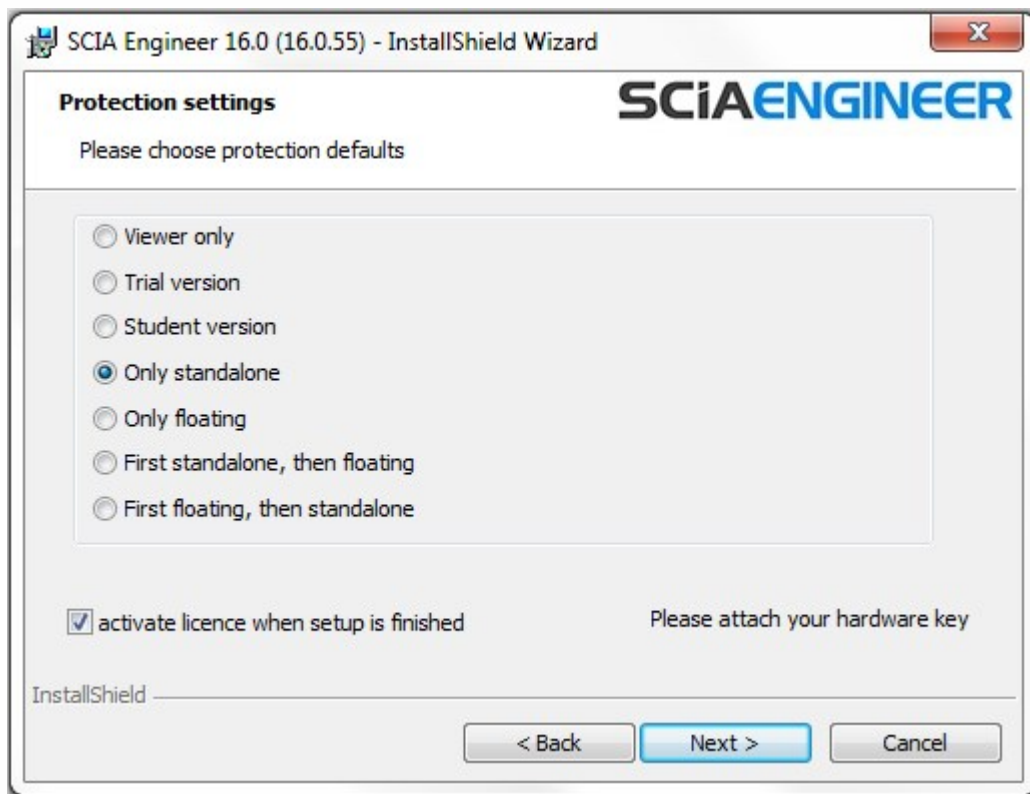 SCIA Engineer 16.0 (16.0.55) - InstallShield Wizard
Protection settings
SCiAENGINEER
Please choose protection defaults
Viewer only
Trial version
Student version
Only standalone
Only floating
First standalone, then floating
First floating, then standalone
activate licence when setup is finished
Please attach your hardware key
InstallShield
< Back
Next >
Cancel